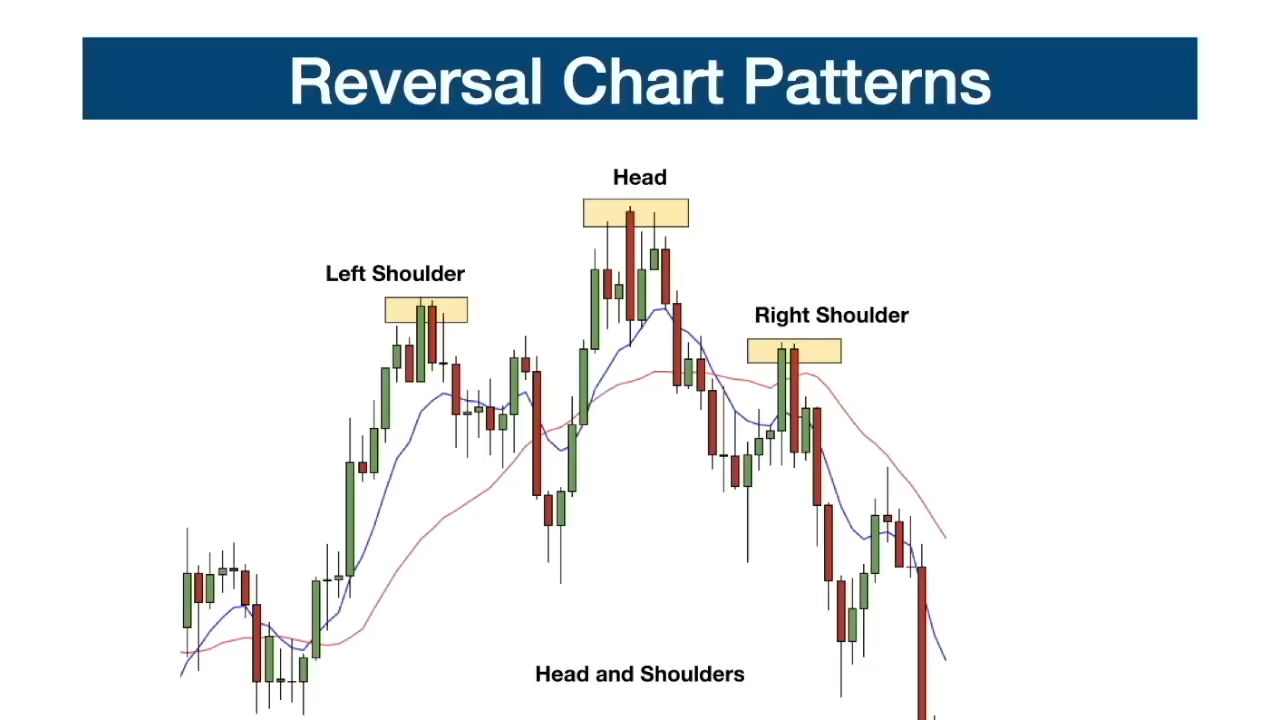 Reversal Chart Patterns
Head
Left Shoulder
Right Shoulder
Head and Shoulders